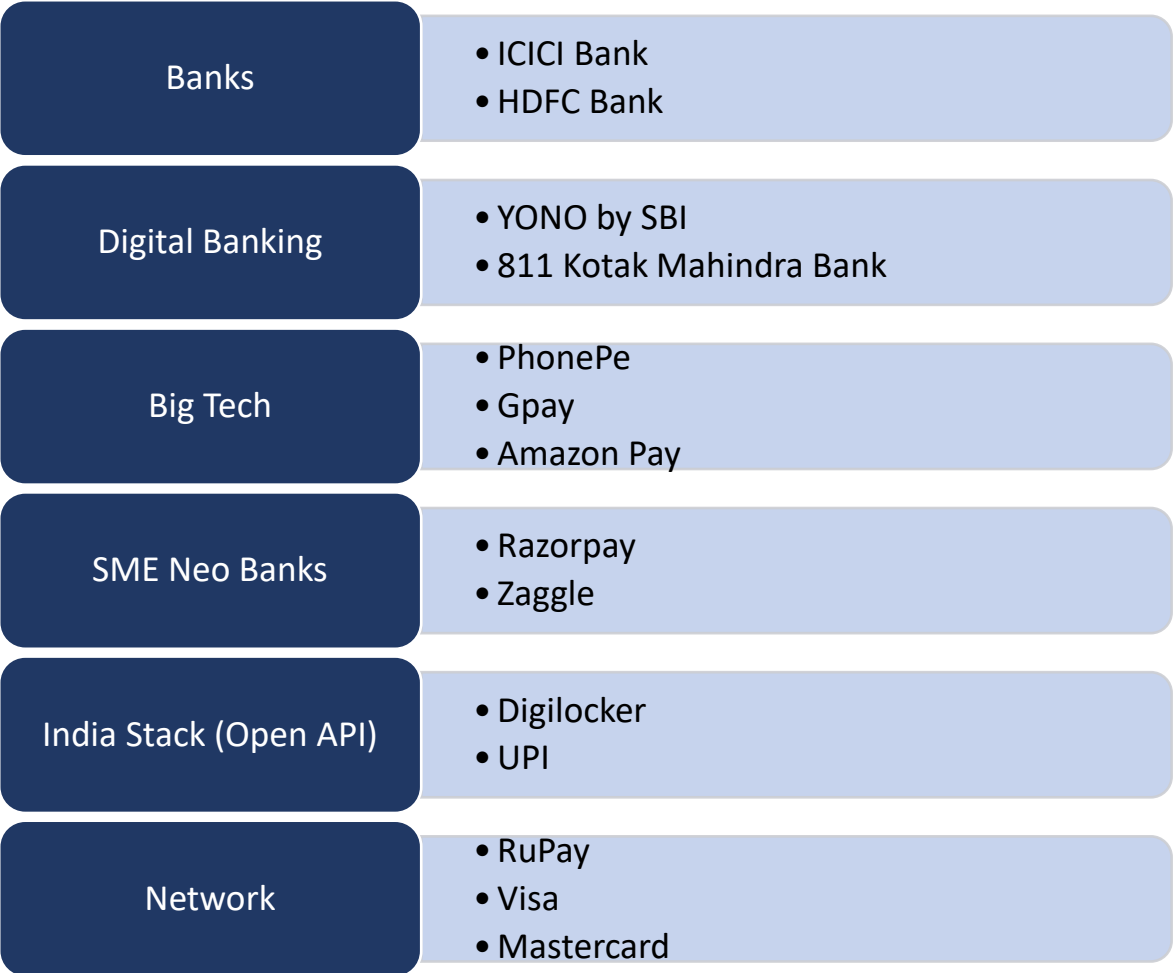 Banks
• ICICI Bank
• HDFC Bank
Digital Banking
• YONO by SBI
• 811 Kotak Mahindra Bank
Big Tech
• PhonePe
• Gpay
• Amazon Pay
SME Neo Banks
• Razorpay
• Zaggle
India Stack (Open API)
• Digilocker
• UPI
Network
• RuPay
• Visa
• Mastercard